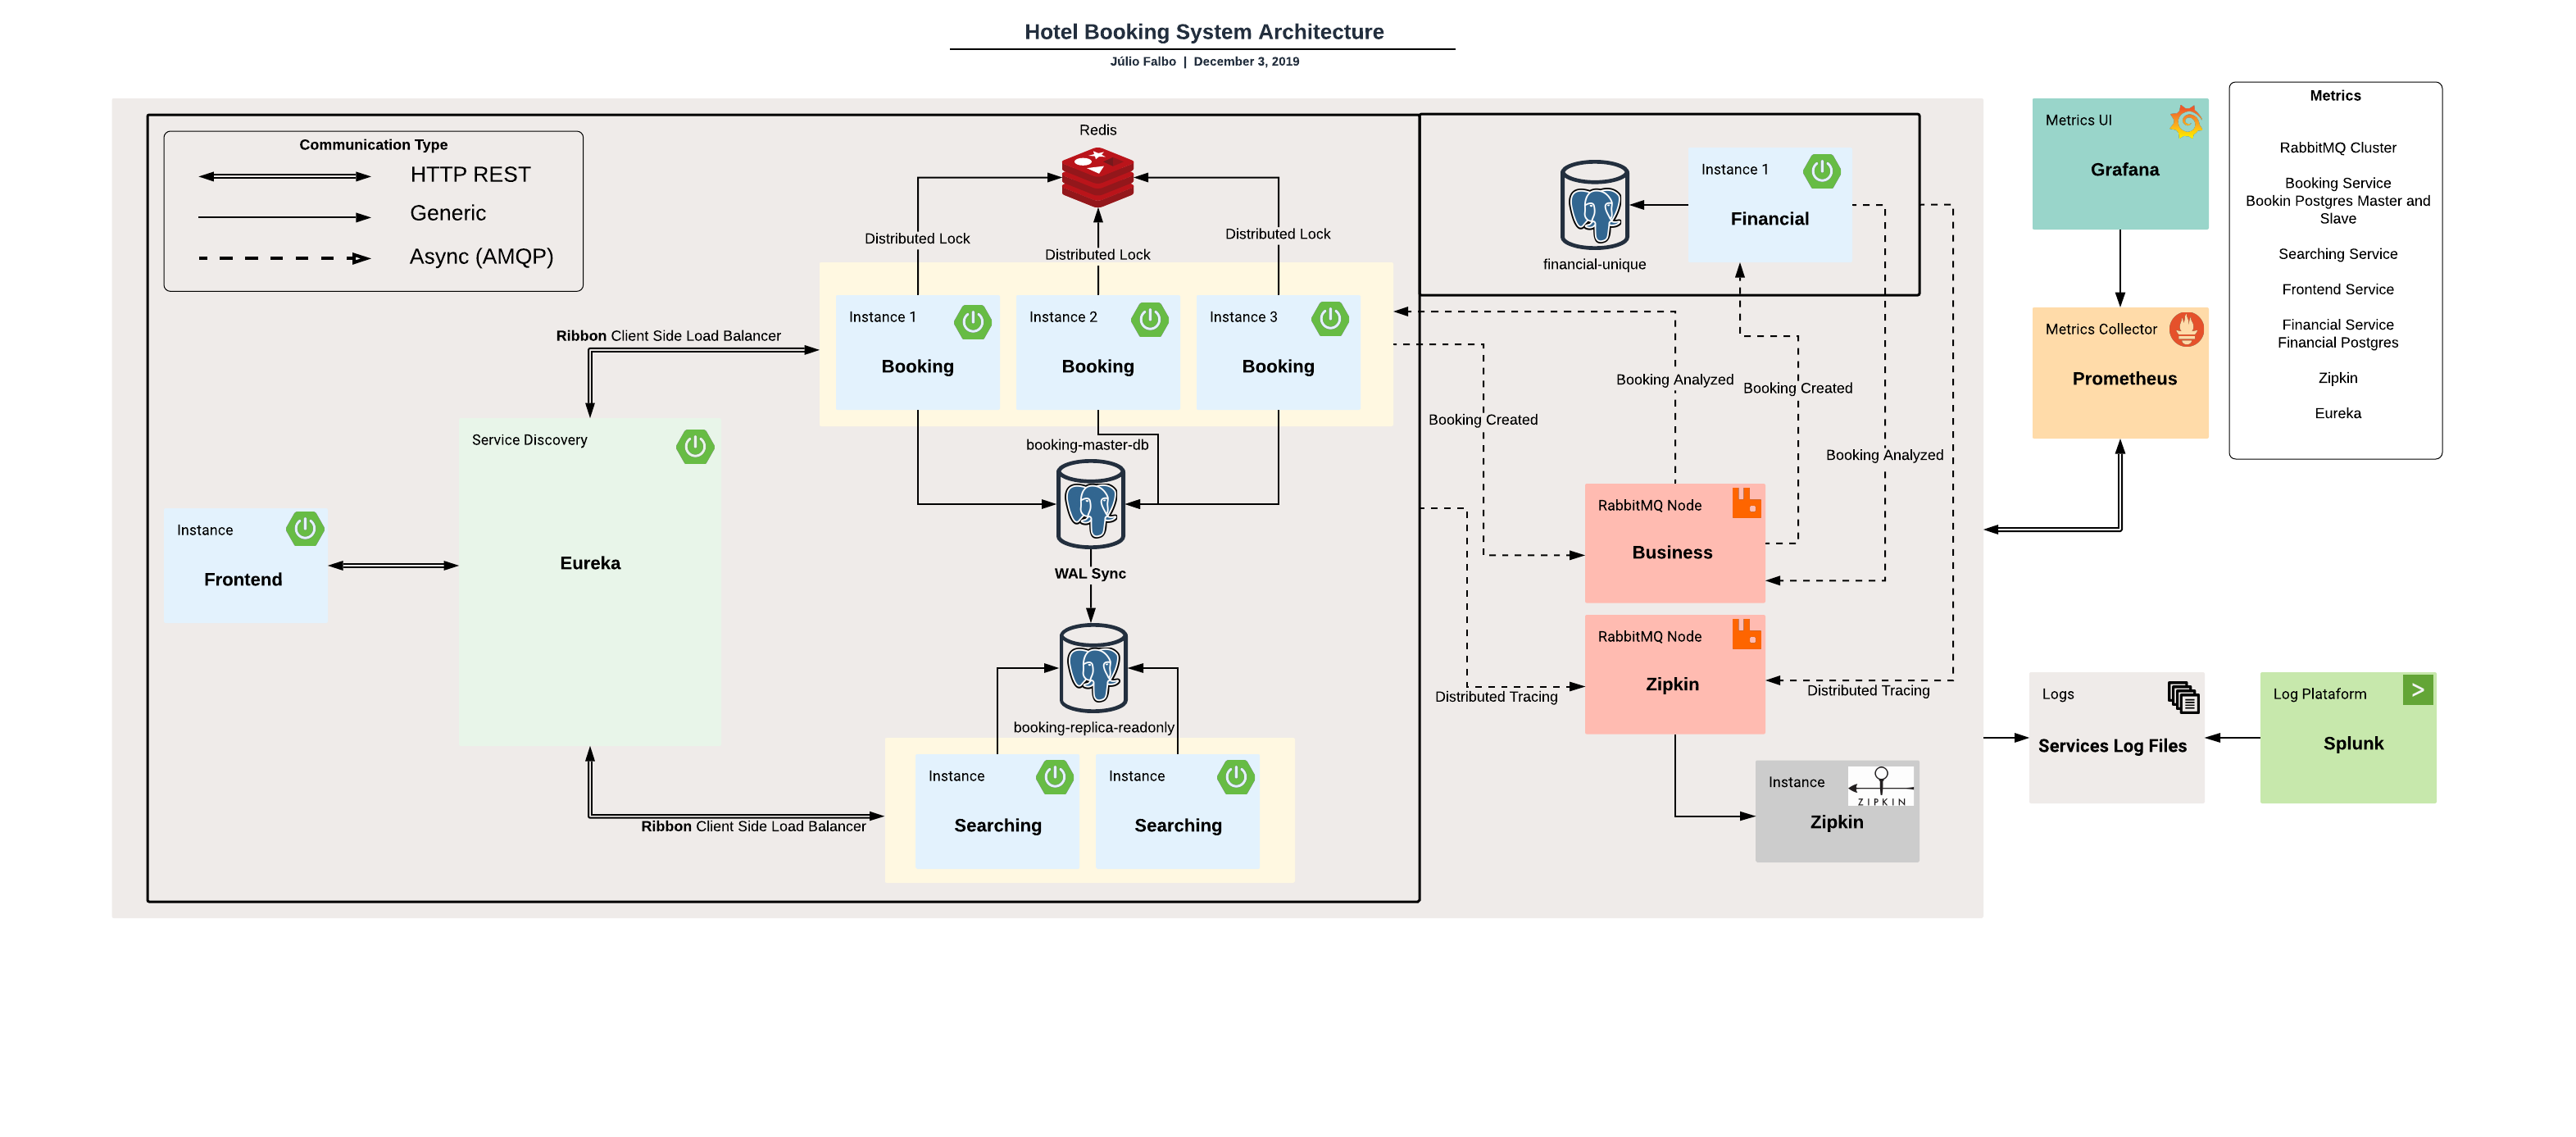 Hotel Booking System Architecture
Júlio Falbo | December 3, 2019
Communication Type
HTTP REST
Generic
Async (AMQP)
Redis
Distributed Lock
Distributed Lock
Distributed Lock
Instance 1
Booking
Instance 2
Booking
Instance 3
Booking
Ribbon Client Side Load Balancer
Service Discovery
Eureka
Instance
Frontend
booking-master-db
WAL Sync
booking-replica-readonly
Instance
Searching
Instance
Searching
Ribbon Client Side Load Balancer
financial-unique
Instance 1
Financial
Booking Analyzed
Booking Created
Booking Created
Booking Analyzed
RabbitMQ Node
Business
RabbitMQ Node
Zipkin
Distributed Tracing
Distributed Tracing
Instance
ZIPKIN
Zipkin
Metrics UI
Grafana
Metrics Collector
Prometheus
Metrics
RabbitMQ Cluster
Booking Service
Bookin Postgres Master and
Slave
Searching Service
Frontend Service
Financial Service
Financial Postgres
Zipkin
Eureka
Logs
Services Log Files
Log Plataform
>
Splunk